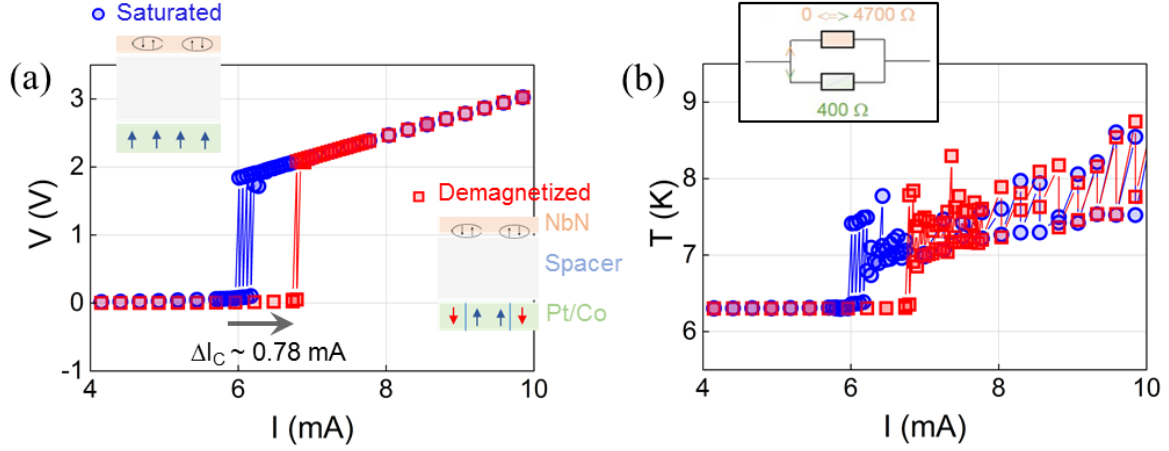 Saturated
(a)
3
2
1
0
-1
V (V)
4
6
8
10
I (mA)
ΔIC ~ 0.78 mA
Demagnetized
NbN
Spacer
Pt/Co
(b)
0 <=> 4700 Ω
400 Ω
9
8
7
6
T (K)
4
6
8
10
I (mA)